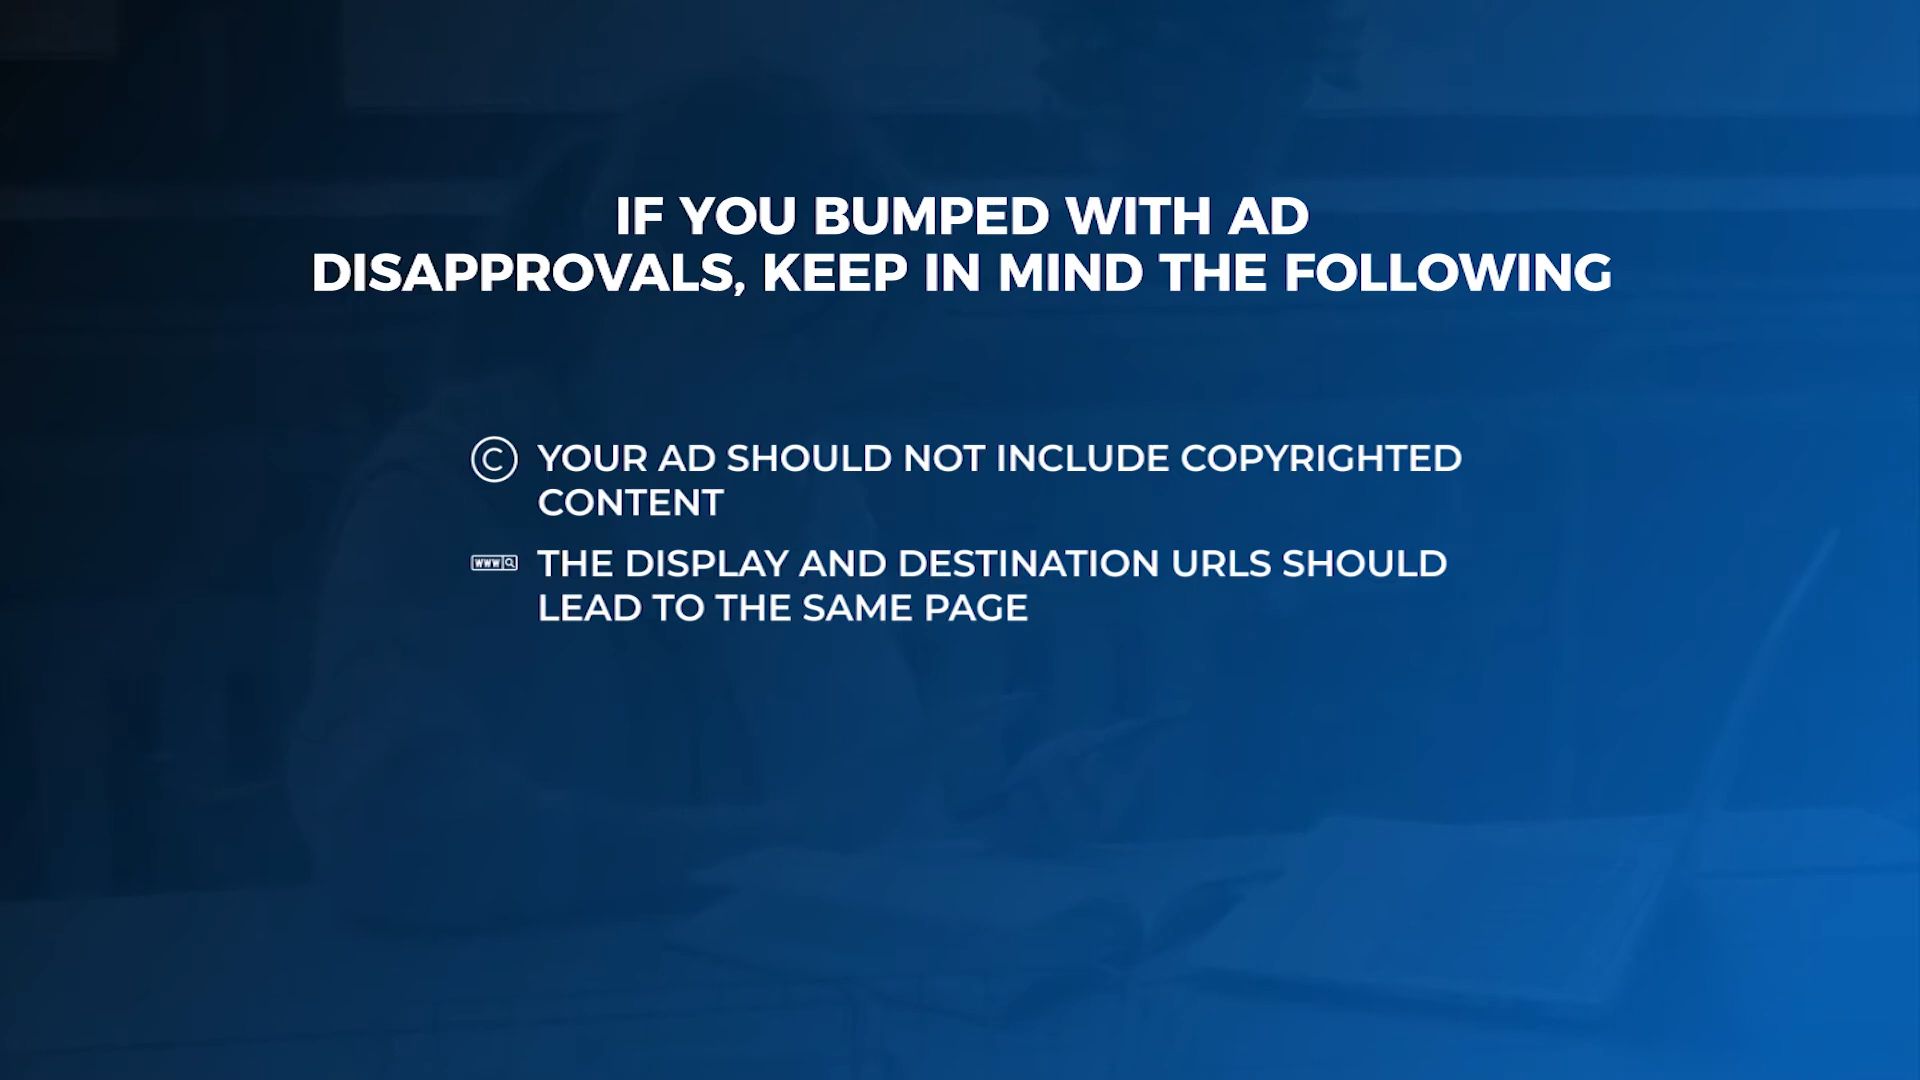 IF YOU BUMPED WITH AD
DISAPPROVALS, KEEP IN MIND THE FOLLOWING
© YOUR AD SHOULD NOT INCLUDE COPYRIGHTED
CONTENT
WWW THE DISPLAY AND DESTINATION URLS SHOULD
LEAD TO THE SAME PAGE